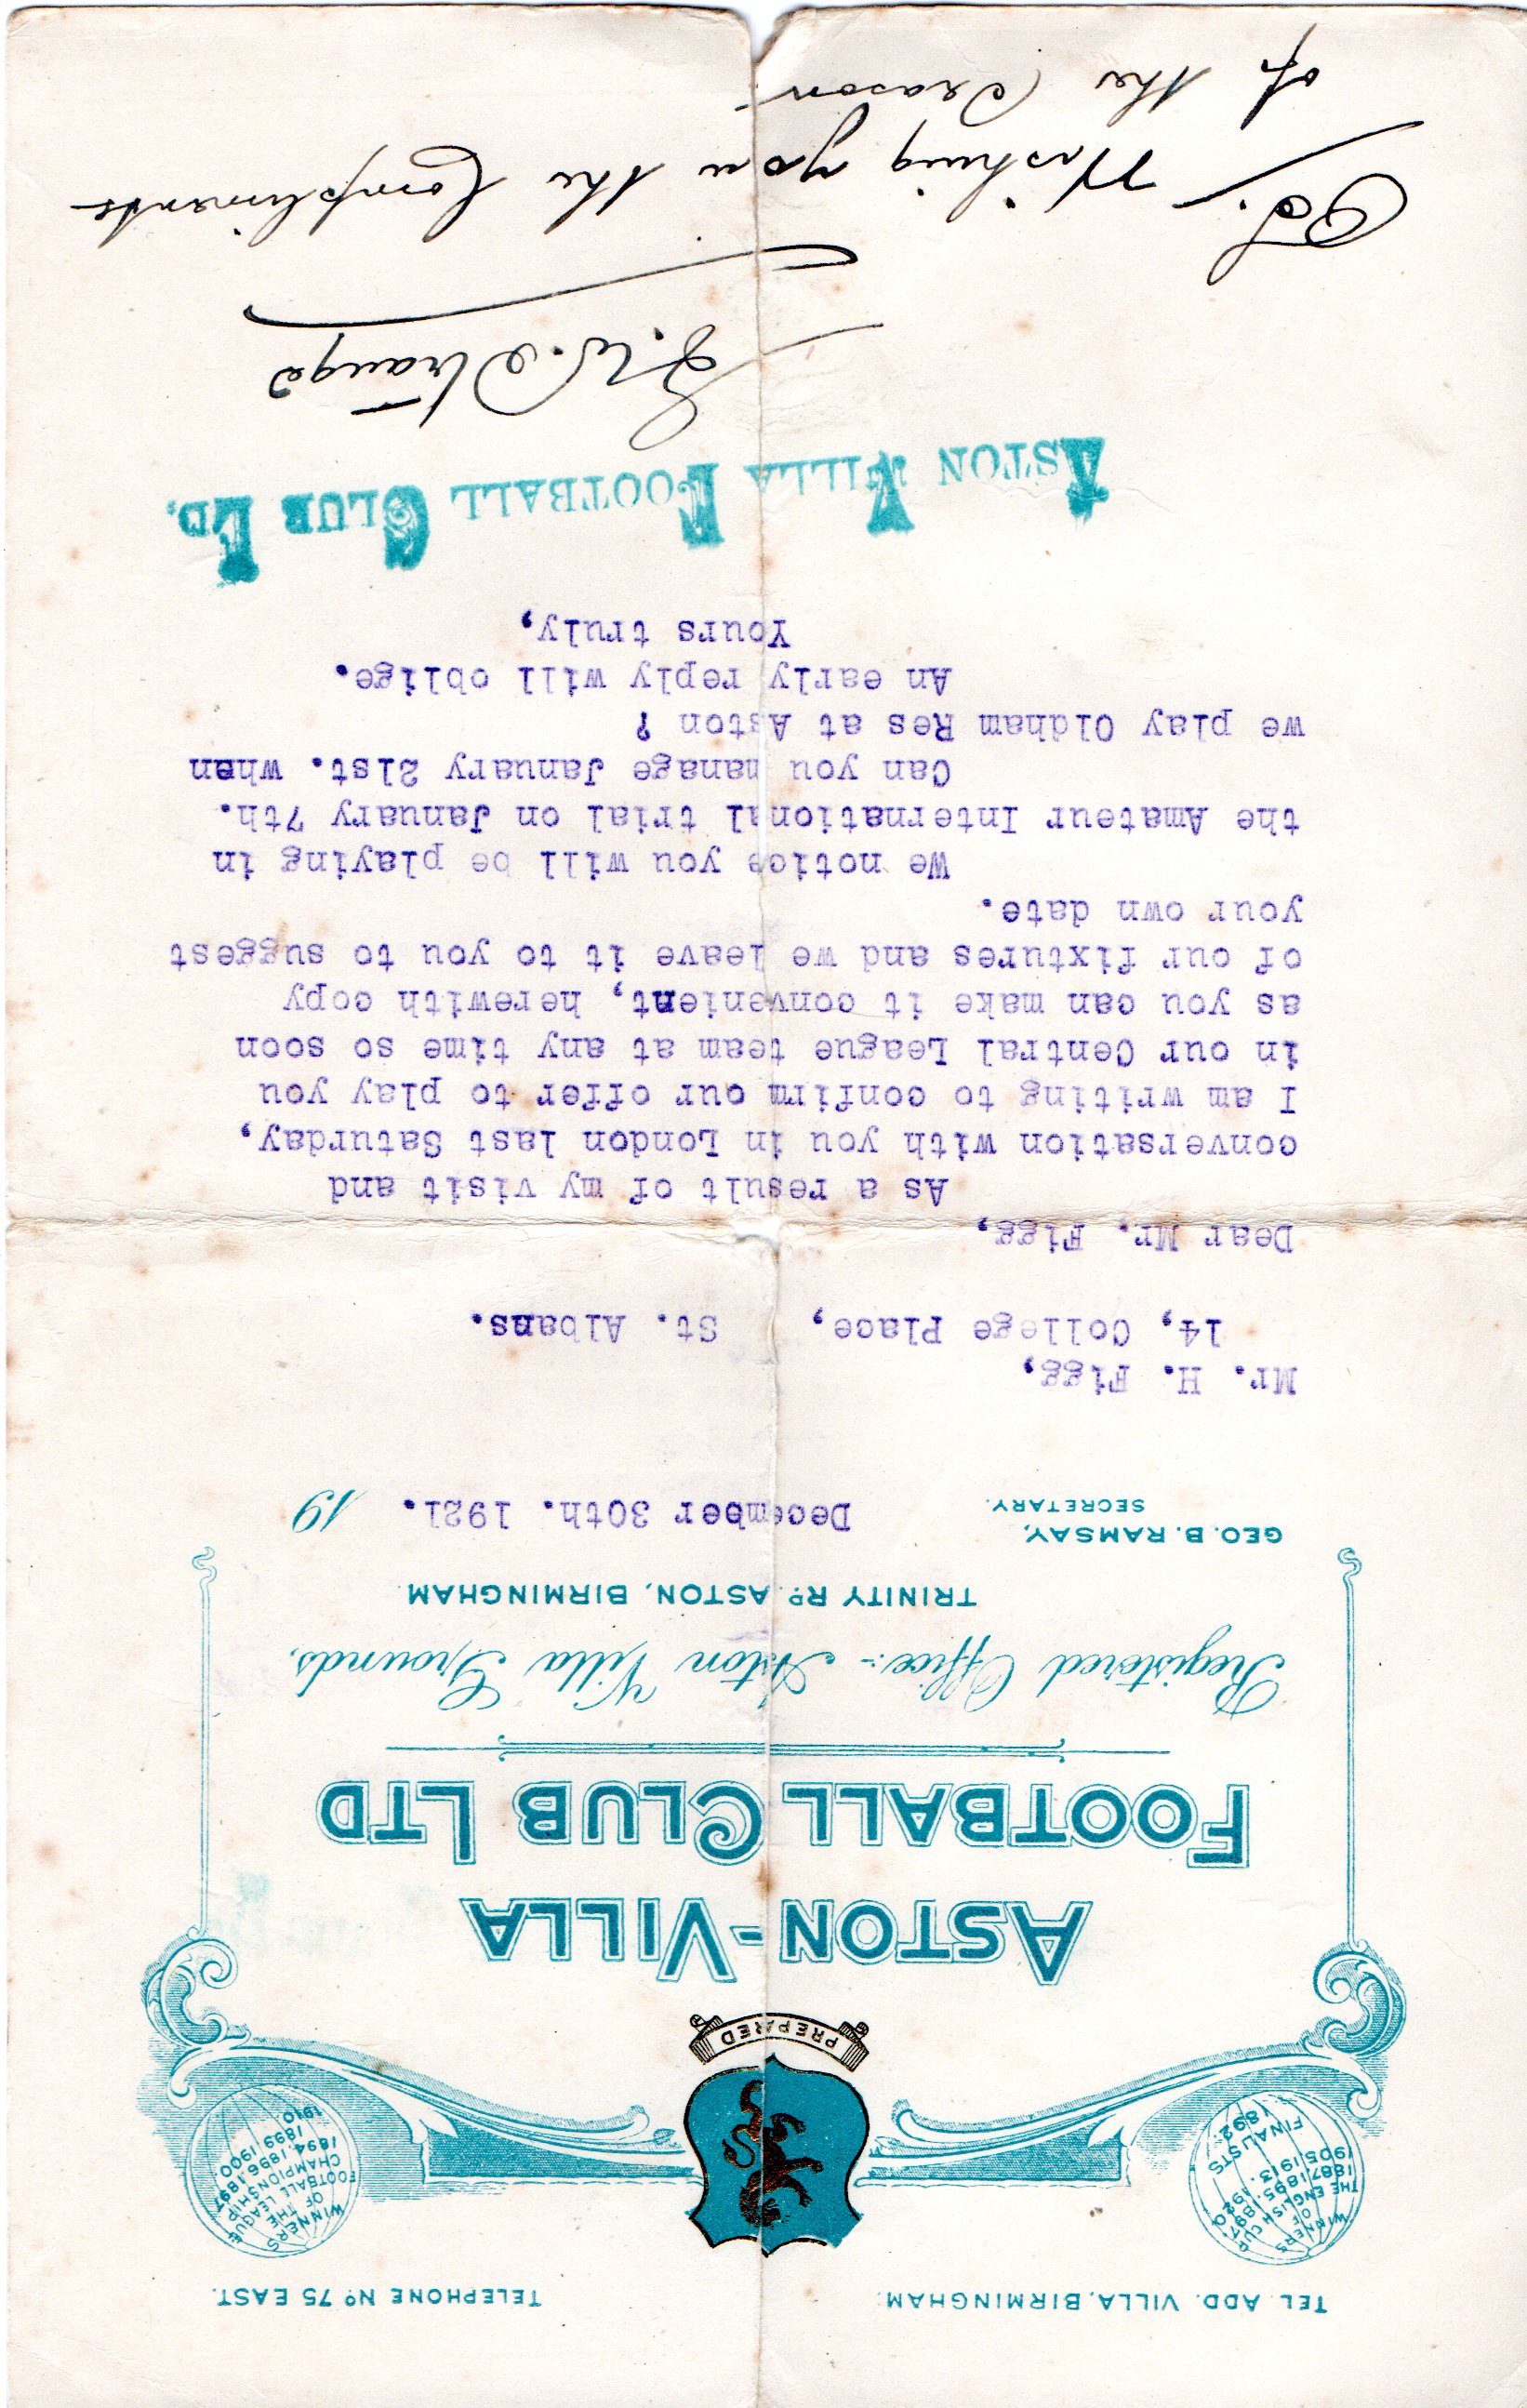 TEL. ADD. VILLA, BIRMINGHAM.
TELEPHONE Nº 75 EAST.
WINNERS
OF
THE ENGLISH CUP
1887, 1895, 1897,
1905, 1913, 1920
FINALISTS
1892.
WINNERS
OF THE
FOOTBALL LEAGUE
CHAMPIONSHIP
1894, 1896, 1897
1899, 1900
1910
PREPARED
ASTON-VILLA
FOOTBALL CLUB LTD
Registered Office:- Aston Villa Grounds,
TRINITY Rº ASTON, BIRMINGHAM.
GEO. B. RAMSAY,
SECRETARY.
December 30th. 1921. 19
Mr. H. Figg,
14, College Place, St. Albans.
Dear Mr. Figg,
As a result of my visit and
conversation with you in London last Saturday,
I am writing to confirm our offer to play you
in our Central League team at any time so soon
as you can make it convenient, herewith copy
of our fixtures and we leave it to you to suggest
your own date.
We notice you will be playing in
the Amateur International trial on January 7th.
Can you manage January 21st. when
we play Oldham Res at Aston ?
An early reply will oblige.
Yours truly,
ASTON VILLA FOOTBALL CLUB LD.
J.W. Strange
P.S. Wishing you the Compliments
of the Season